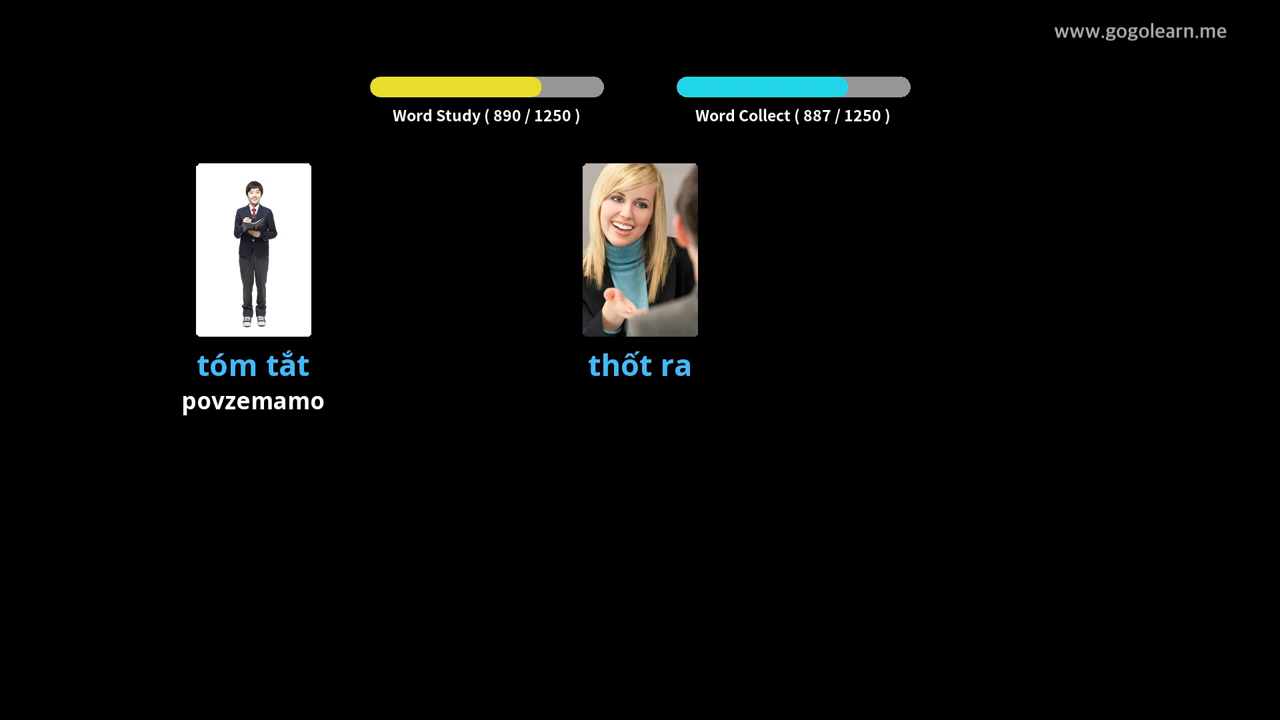 www.gogolearn.me
Word Study ( 890 / 1250 )
Word Collect ( 887 / 1250 )
tóm tắt
povzemamo
thốt ra